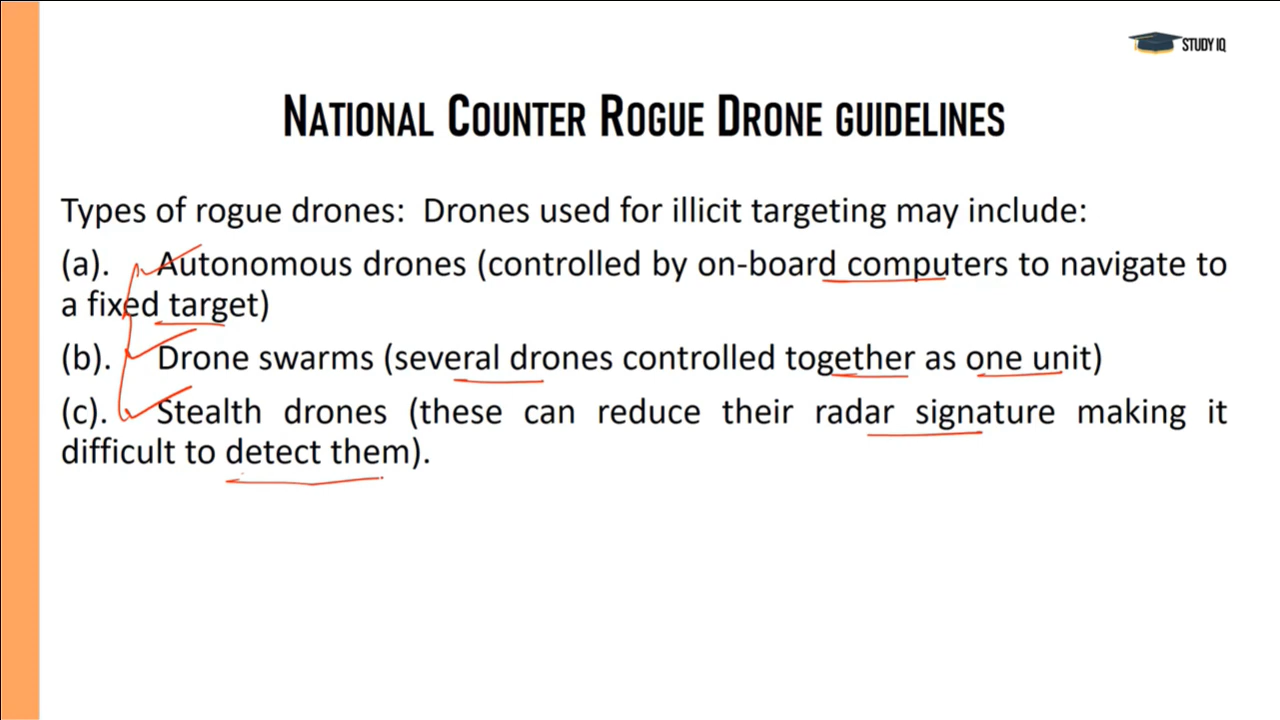 STUDY IQ
NATIONAL COUNTER ROGUE DRONE GUIDELINES
Types of rogue drones: Drones used for illicit targeting may include:
(a). Autonomous drones (controlled by on-board computers to navigate to
a fixed target)
(b). Drone swarms (several drones controlled together as one unit)
(c). Stealth drones (these can reduce their radar signature making it
difficult to detect them).